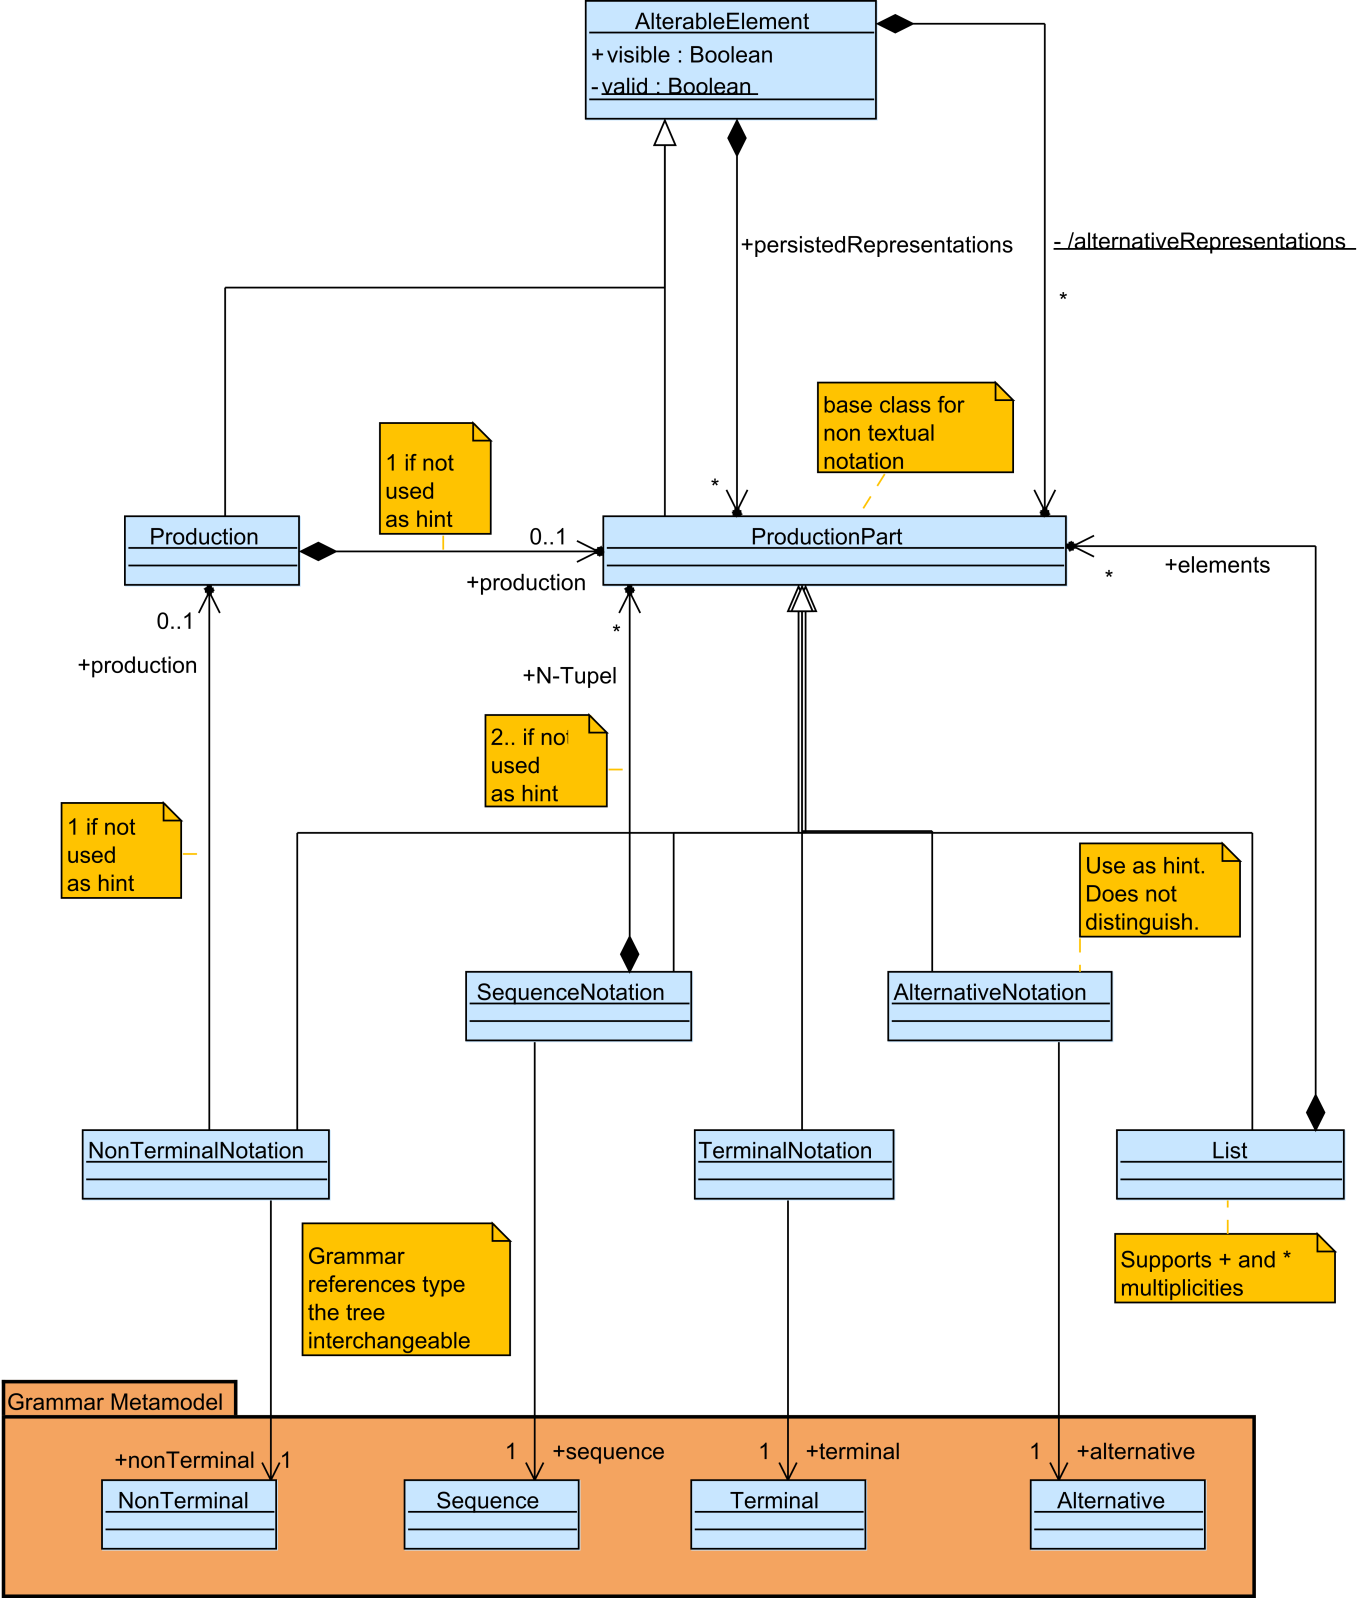 AlterableElement
+ visible : Boolean
- valid : Boolean
+persistedRepresentations
- /alternativeRepresentations
*
base class for
non textual
notation
1 if not
used
as hint
*
Production
0..1
ProductionPart
+production
+elements
*
0..1
*
+production
+N-Tupel
2.. if not
used
as hint
1 if not
used
as hint
Use as hint.
Does not
distinguish.
SequenceNotation
AlternativeNotation
NonTerminalNotation
TerminalNotation
List
Grammar
references type
the tree
interchangeable
Supports + and *
multiplicities
Grammar Metamodel
+nonTerminal 1
1 +sequence
1 +terminal
1 +alternative
NonTerminal
Sequence
Terminal
Alternative